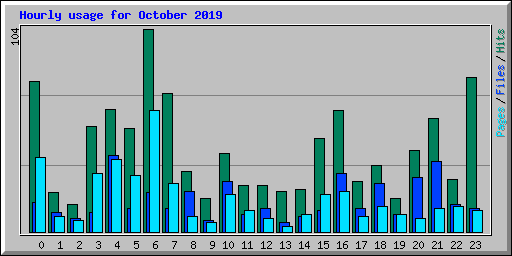 Hourly usage for October 2019
104
Pages / Files / Hits
0 1 2 3 4 5 6 7 8 9 10 11 12 13 14 15 16 17 18 19 20 21 22 23